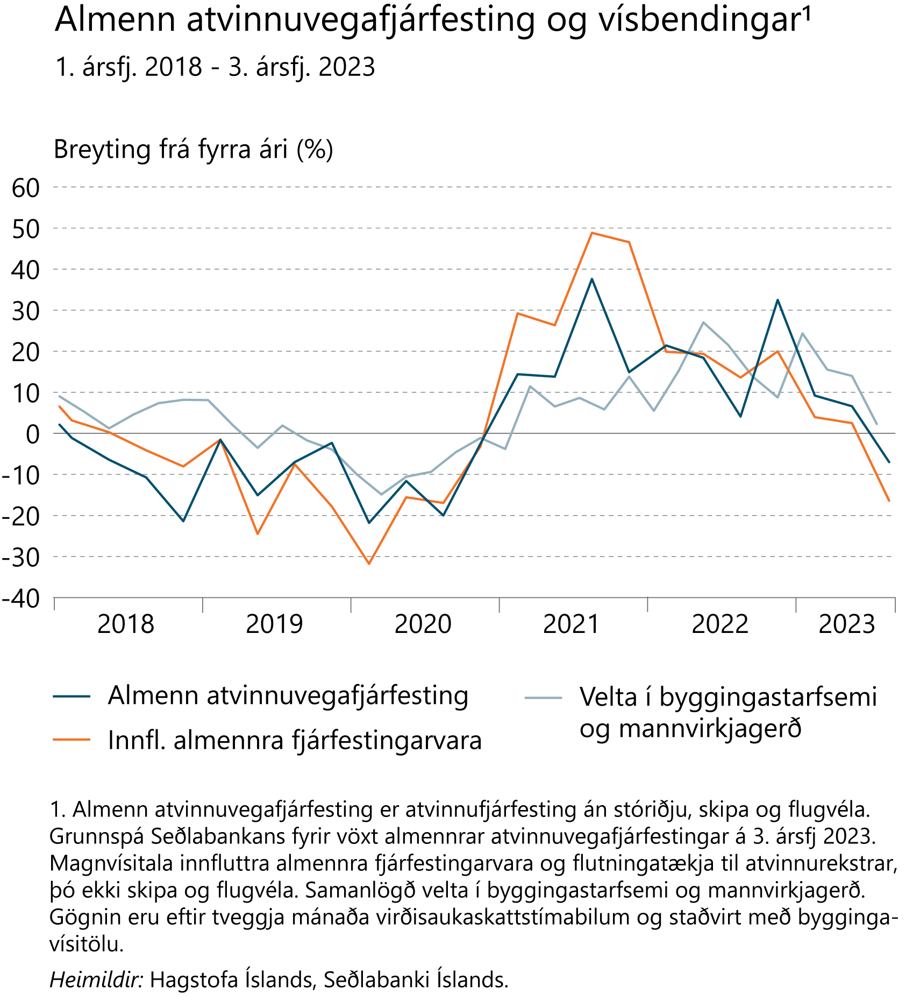 Almenn atvinnuvegafjárfesting og vísbendingar¹
1. ársfj. 2018 - 3. ársfj. 2023
Breyting frá fyrra ári (%)
60
50
40
30
20
10
0
-10
-20
-30
-40
2018 2019 2020 2021 2022 2023
Almenn atvinnuvegafjárfesting
Innfl. almennra fjárfestingarvara
Velta í byggingastarfsemi
og mannvirkjagerð
1. Almenn atvinnuvegafjárfesting er atvinnufjárfesting án stóriðju, skipa og flugvéla.
Grunnspá Seðlabankans fyrir vöxt almennrar atvinnuvegafjárfestingar á 3. ársfj 2023.
Magnvísitala innfluttra almennra fjárfestingarvara og flutningatækja til atvinnurekstrar,
þó ekki skipa og flugvéla. Samanlögð velta í byggingastarfsemi og mannvirkjagerð.
Gögnin eru eftir tveggja mánaða virðisaukaskattstímabilum og staðvirt með bygginga-
vísitölu.
Heimildir: Hagstofa Íslands, Seðlabanki Íslands.